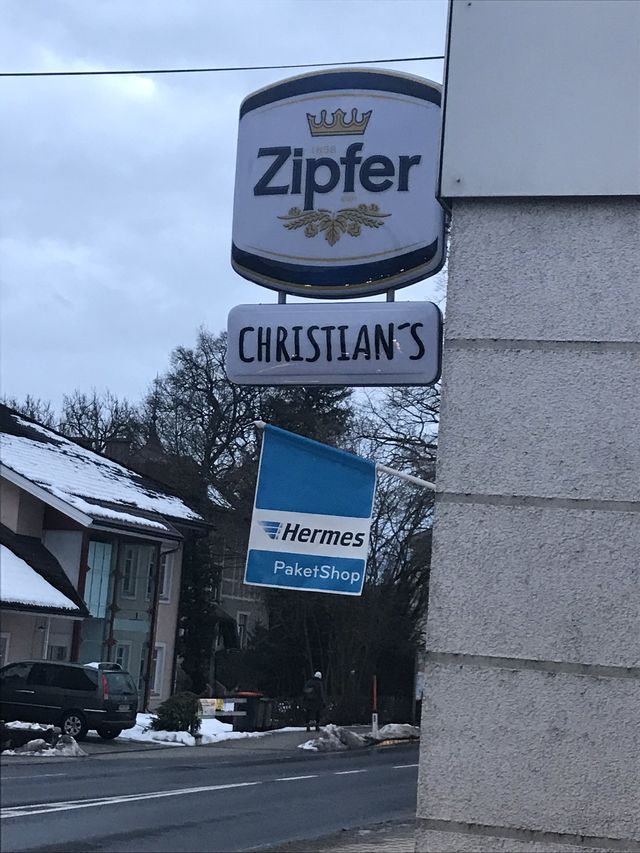 1858
Zipfer
CHRISTIAN´S
Hermes
PaketShop